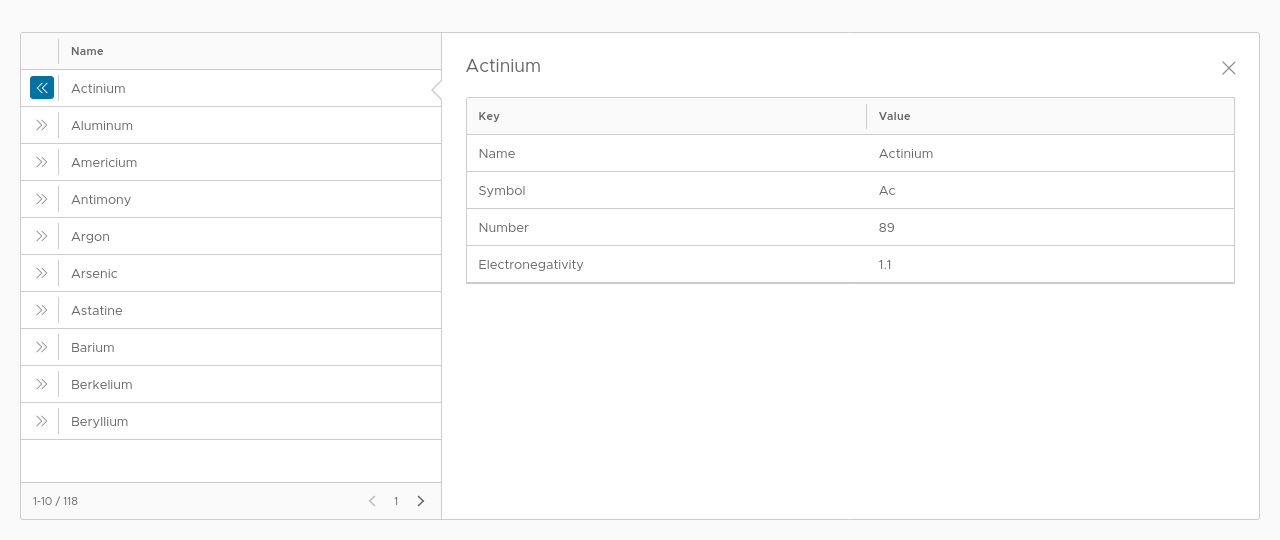 Name
Actinium
Aluminum
Americium
Antimony
Argon
Arsenic
Astatine
Barium
Berkelium
Beryllium
1-10 / 118
1
Actinium
Key Value
Name Actinium
Symbol Ac
Number 89
Electronegativity 1.1